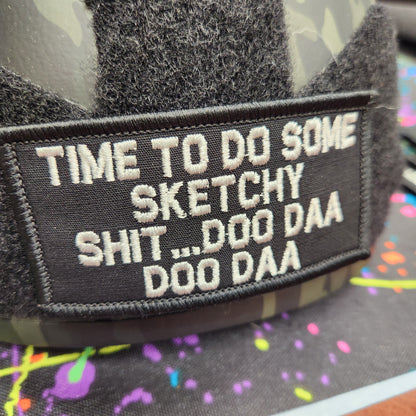 TIME TO DO SOME
SKETCHY
SHIT...DOO DAA
DOO DAA